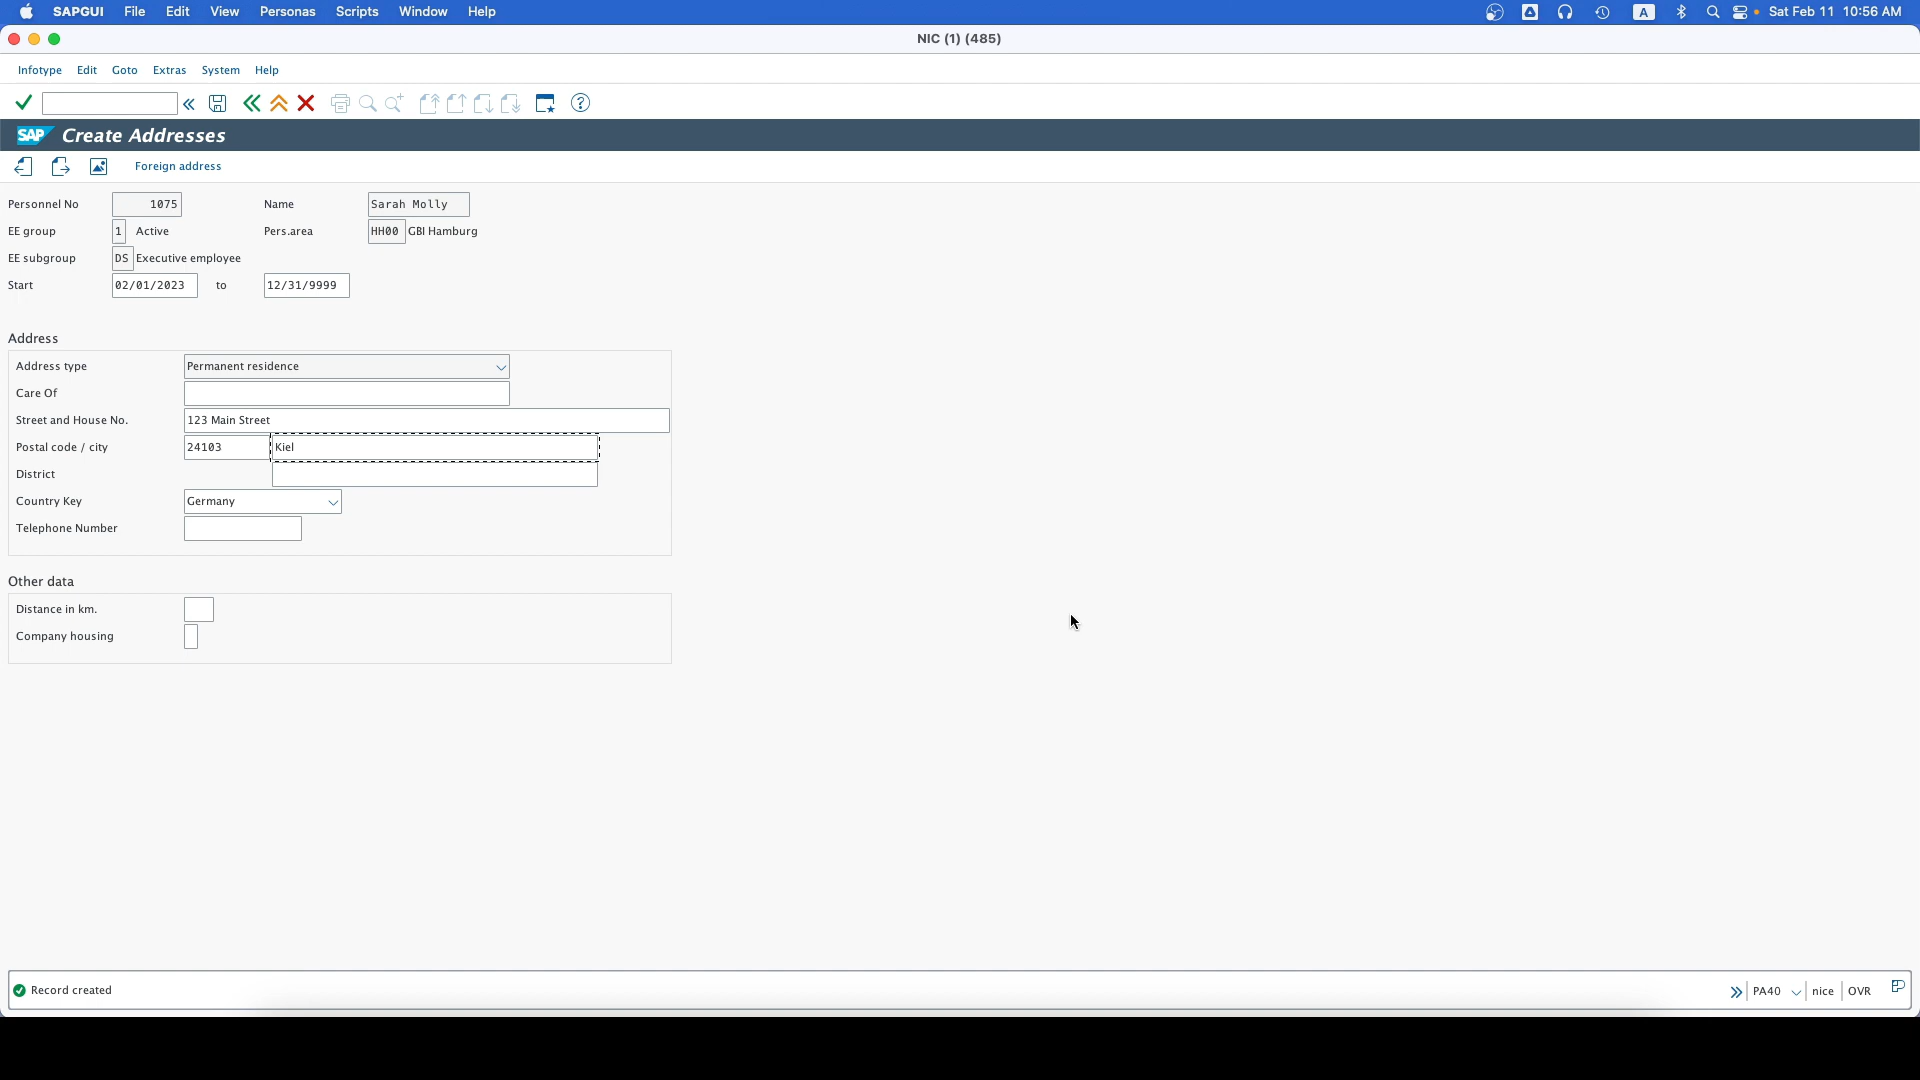 SAPGUI File Edit View Personas Scripts Window Help A Sat Feb 11 10:56 AM
NIC (1) (485)
Infotype Edit Goto Extras System Help
SAP Create Addresses
Foreign address
Personnel No 1075 Name Sarah Molly
EE group 1 Active Pers.area HH00 GBI Hamburg
EE subgroup DS Executive employee
Start 02/01/2023 to 12/31/9999
Address
Address type Permanent residence
Care Of
Street and House No. 123 Main Street
Postal code / city 24103 Kiel
District
Country Key Germany
Telephone Number
Other data
Distance in km.
Company housing
Record created PA40 nice OVR